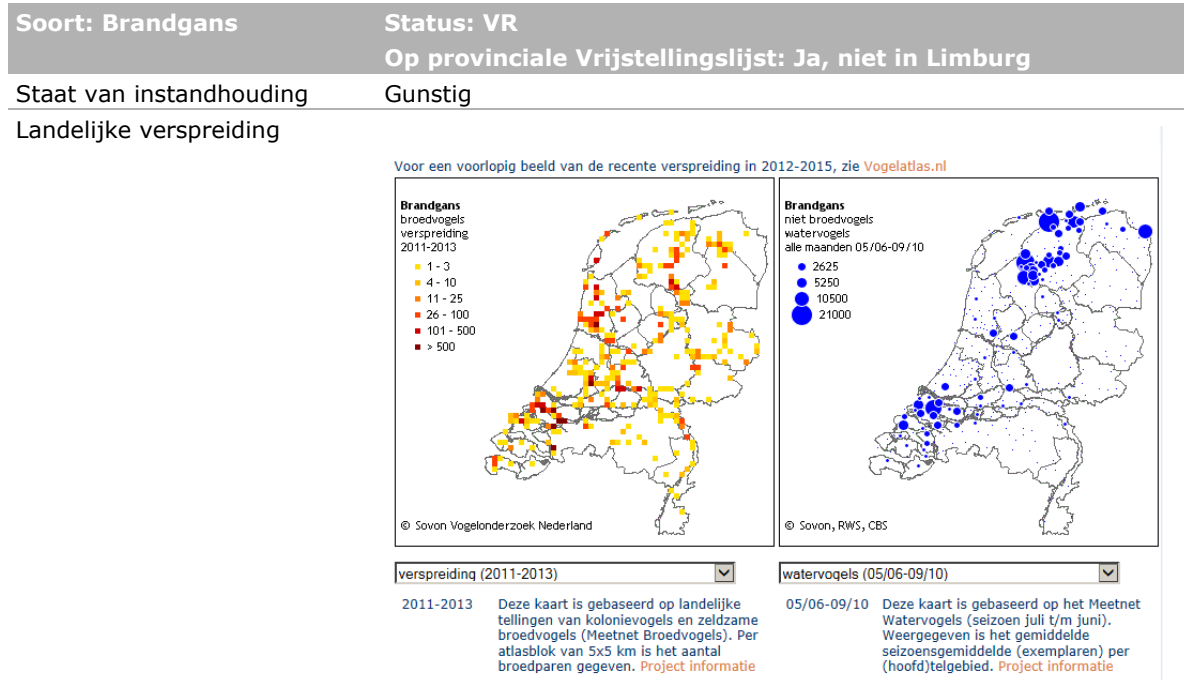 Soort: Brandgans
Status: VR
Op provinciale Vrijstellingslijst: Ja, niet in Limburg
Staat van instandhouding
Gunstig
Landelijke verspreiding
Voor een voorlopig beeld van de recente verspreiding in 2012-2015, zie Vogelatlas.nl
Brandgans
broedvogels
verspreiding
2011-2013
1 - 3
4 - 10
11 - 25
26 - 100
101 - 500
> 500
© Sovon Vogelonderzoek Nederland
Brandgans
niet broedvogels
watervogels
alle maanden 05/06-09/10
2625
5250
10500
21000
© Sovon, RWS, CBS
verspreiding (2011-2013)
watervogels (05/06-09/10)
2011-2013
Deze kaart is gebaseerd op landelijke
tellingen van kolonievogels en zeldzame
broedvogels (Meetnet Broedvogels). Per
atlasblok van 5x5 km is het aantal
broedparen gegeven. Project informatie
05/06-09/10
Deze kaart is gebaseerd op het Meetnet
Watervogels (seizoen juli t/m juni).
Weergegeven is het gemiddelde
seizoensgemiddelde (exemplaren) per
(hoofd)telgebied. Project informatie